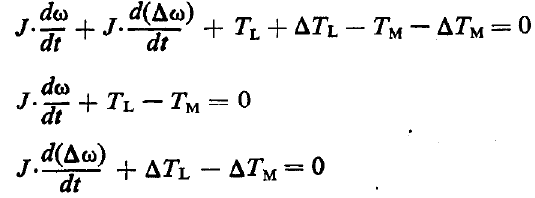 J·dω/dt + J·d(Δω)/dt + T_L + ΔT_L − T_M − ΔT_M = 0
J·dω/dt + T_L − T_M = 0
J·d(Δω)/dt + ΔT_L − ΔT_M = 0